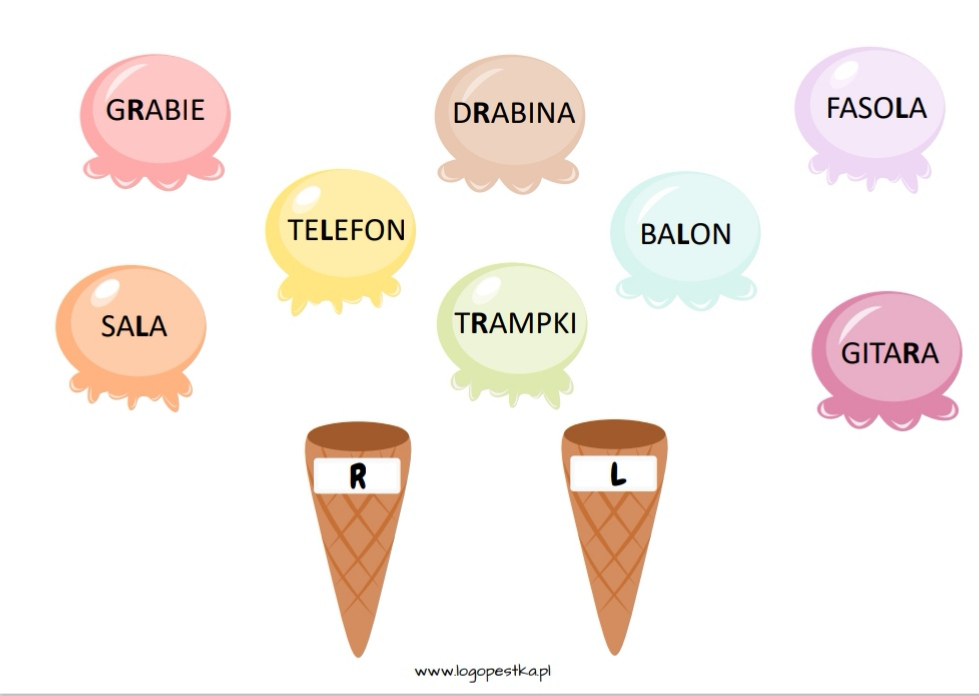 GRABIE
DRABINA
FASOLA
TELEFON
BALON
SALA
TRAMPKI
GITARA
R
L
www.logopestka.pl